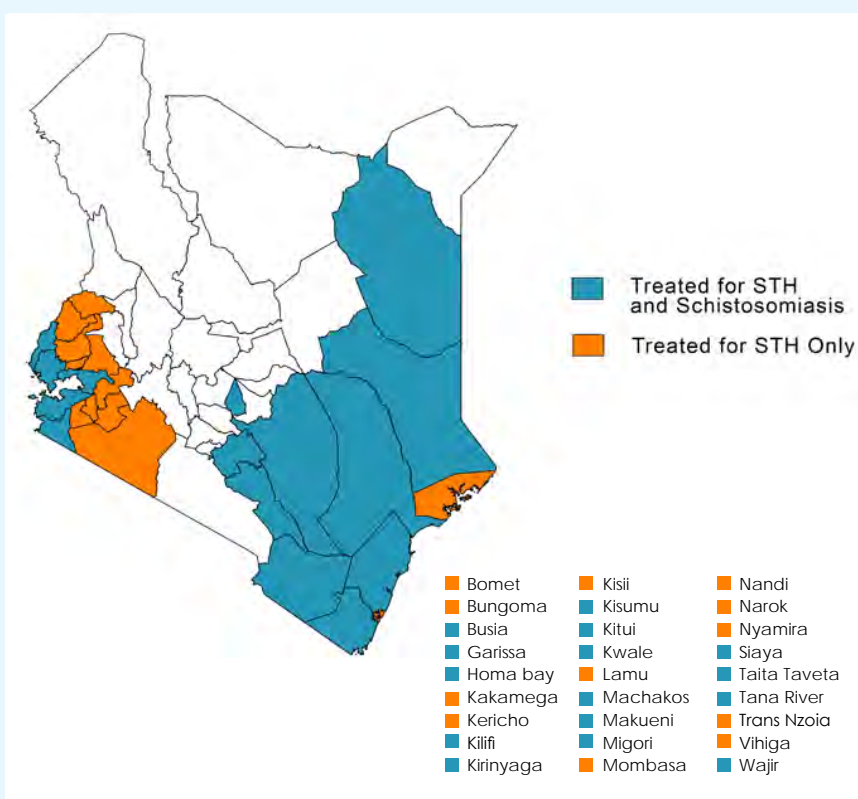 Treated for STH
and Schistosomiasis
Treated for STH Only
Bomet
Bungoma
Busia
Garissa
Homa bay
Kakamega
Kericho
Kilifi
Kirinyaga
Kisii
Kisumu
Kitui
Kwale
Lamu
Machakos
Makueni
Migori
Mombasa
Nandi
Narok
Nyamira
Siaya
Taita Taveta
Tana River
Trans Nzoia
Vihiga
Wajir